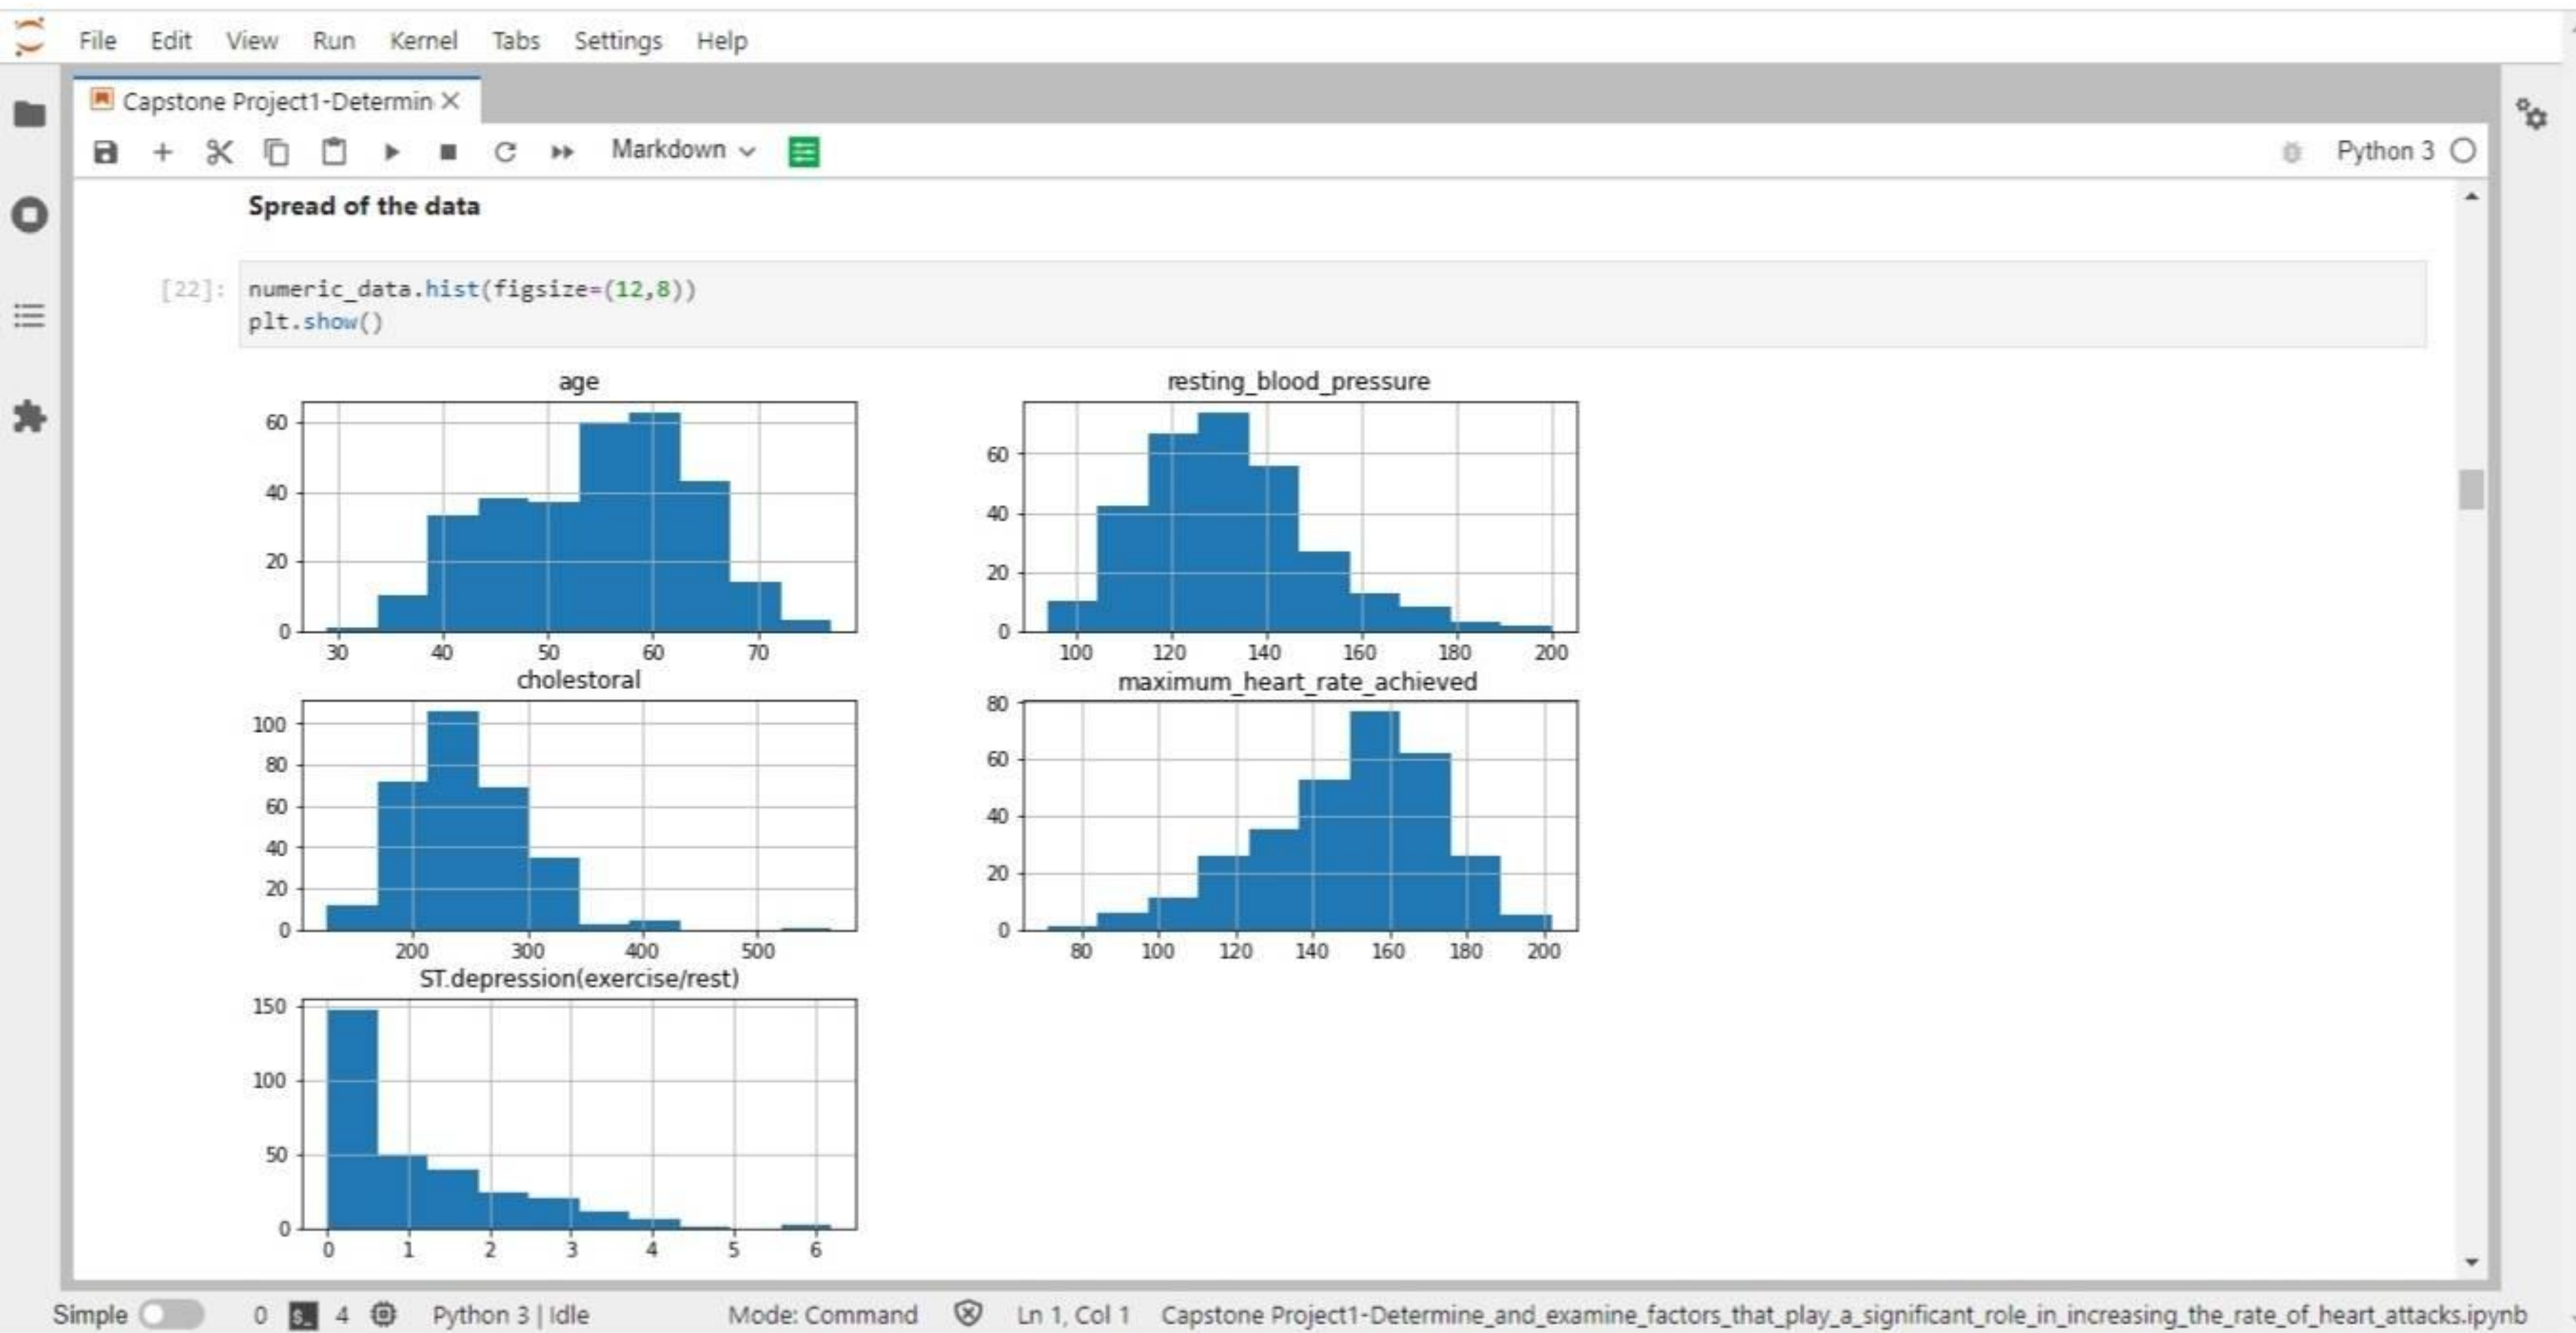 File Edit View Run Kernel Tabs Settings Help
Capstone Project1-Determin
Markdown
Python 3
Spread of the data
[22]: numeric_data.hist(figsize=(12,8))
plt.show()
age
60
40
20
0
30 40 50 60 70
resting_blood_pressure
60
40
20
0
100 120 140 160 180 200
cholestoral
100
80
60
40
20
0
200 300 400 500
maximum_heart_rate_achieved
80
60
40
20
0
80 100 120 140 160 180 200
ST.depression(exercise/rest)
150
100
50
0
0 1 2 3 4 5 6
Simple 0 $_ 4 Python 3 | Idle Mode: Command Ln 1, Col 1 Capstone Project1-Determine_and_examine_factors_that_play_a_significant_role_in_increasing_the_rate_of_heart_attacks.ipynb